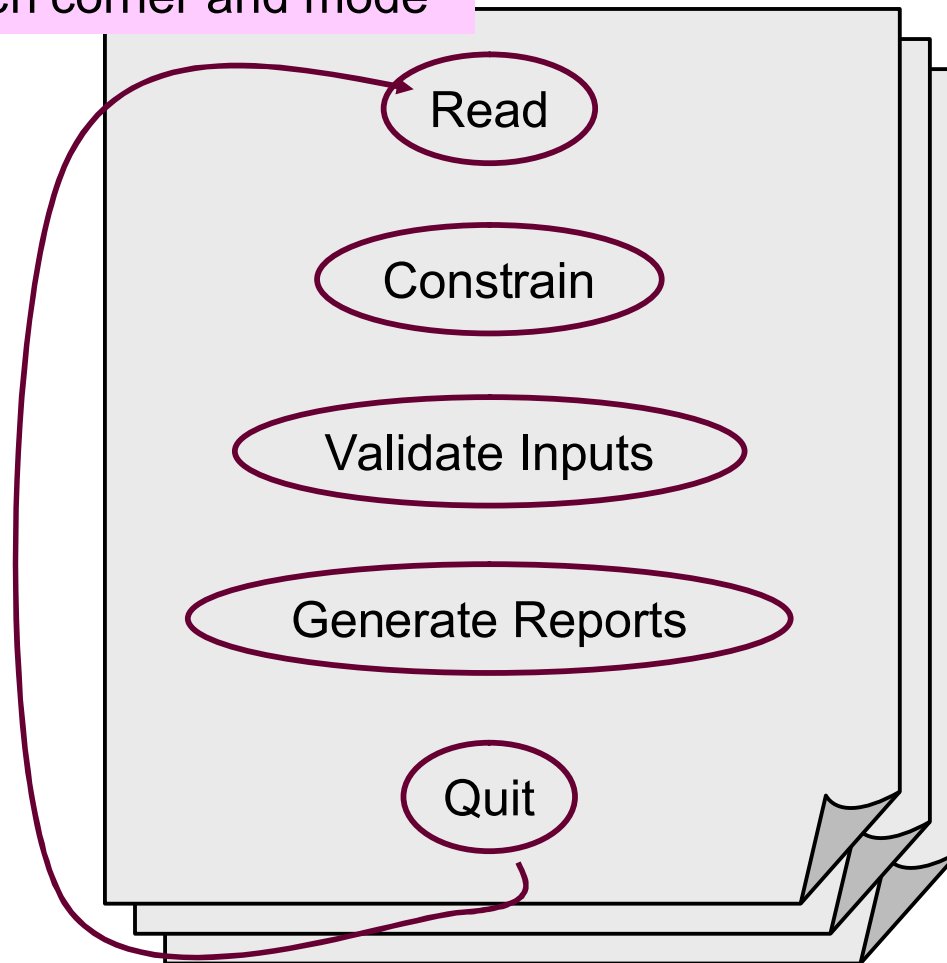 corner and mode
Read
Constrain
Validate Inputs
Generate Reports
Quit